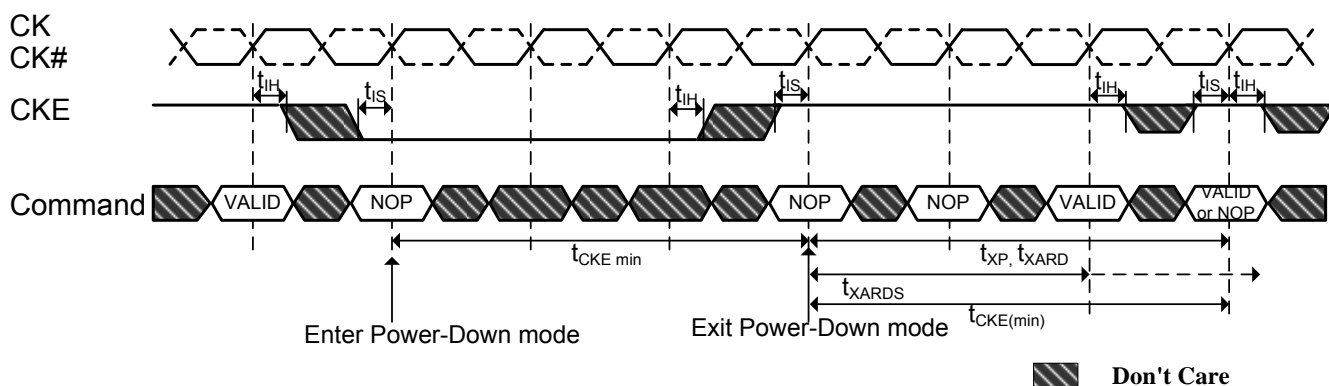 CK
CK#
tIH tIS tIH tIS tIH tIS tIH
CKE
Command VALID NOP NOP NOP VALID VALID or NOP
tCKE min tXP, tXARD
tXARDS
tCKE(min)
Enter Power-Down mode Exit Power-Down mode
Don't Care